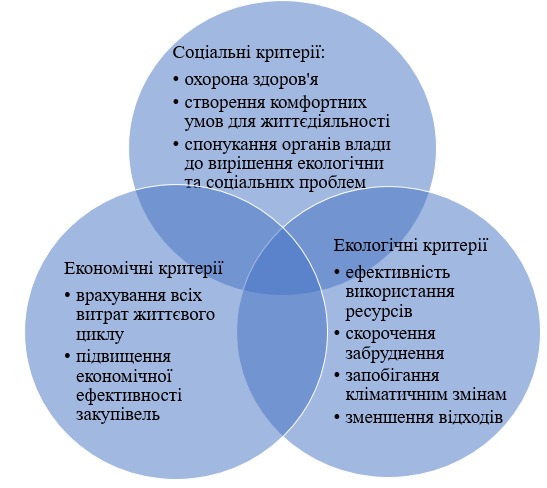 Соціальні критерії:
• охорона здоров'я
• створення комфортних
умов для життєдіяльності
• спонукання органів влади
до вирішення екологічни
та соціальних проблем
Економічні критерії
• врахування всіх
витрат життєвого
циклу
• підвищення
економічної
ефективності
закупівель
Екологічні критерії
• ефективність
використання
ресурсів
• скорочення
забруднення
• запобігання
кліматичним змінам
• зменшення відходів